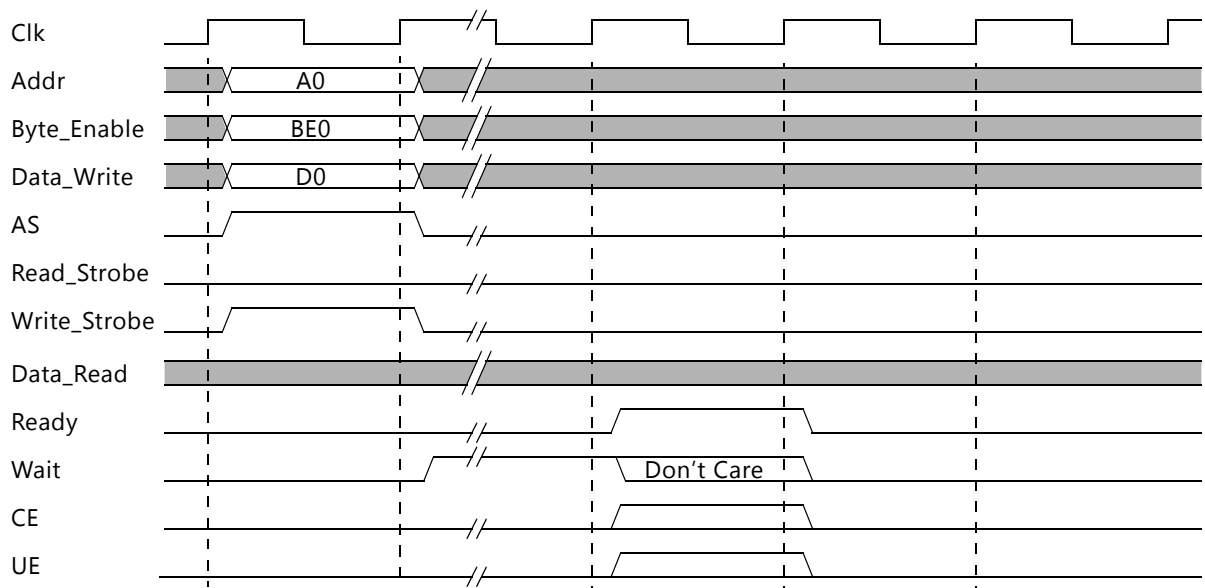 Clk
Addr A0
Byte_Enable BE0
Data_Write D0
AS
Read_Strobe
Write_Strobe
Data_Read
Ready
Wait Don't Care
CE
UE